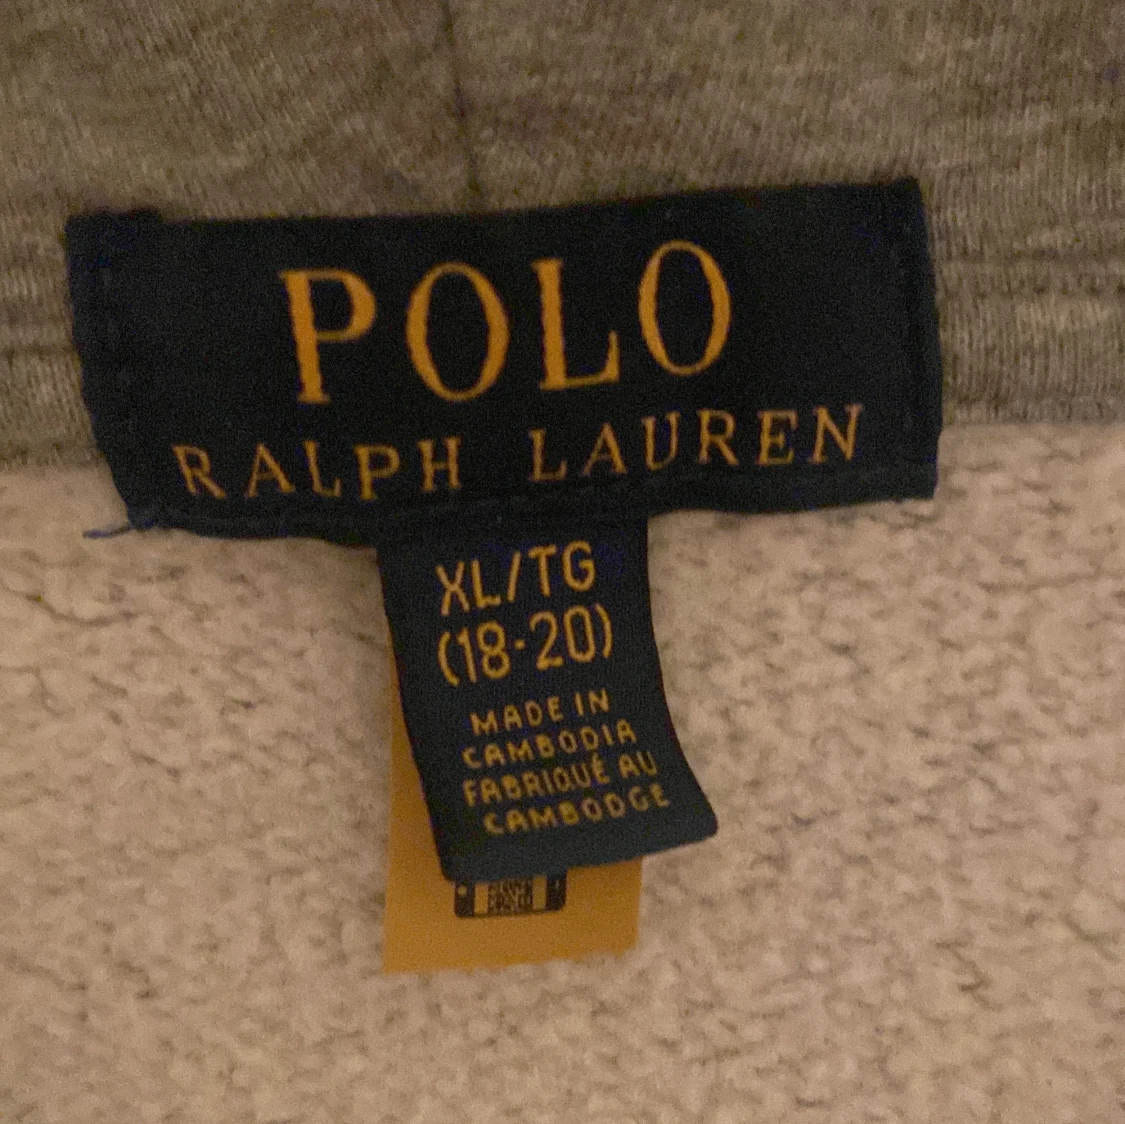 POLO
RALPH LAUREN
XL/TG
(18-20)
MADE IN
CAMBODIA
FABRIQUÉ AU
CAMBODGE